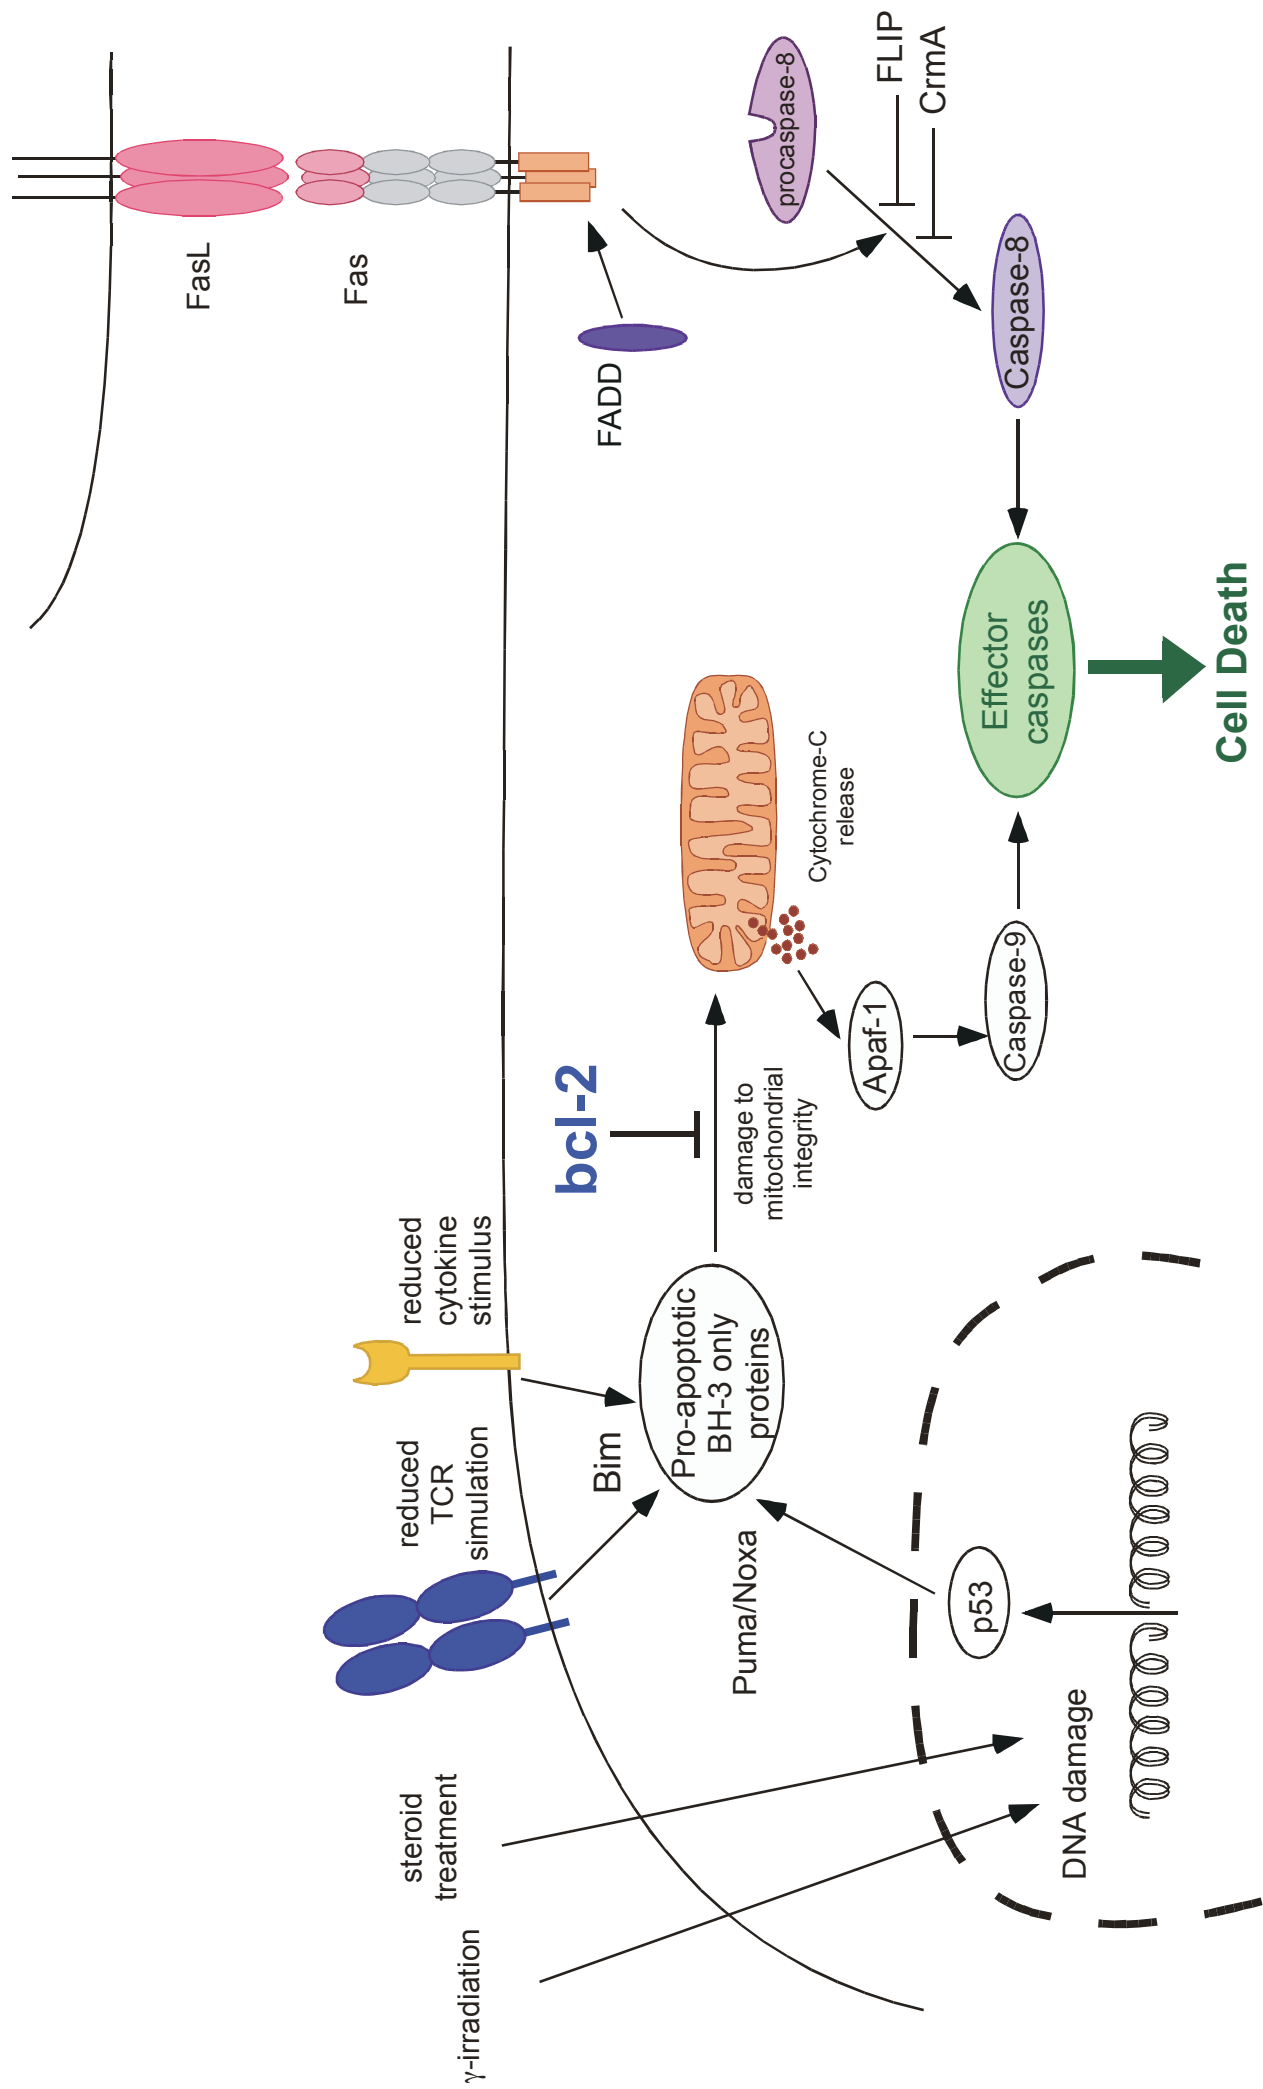 γ-irradiation
steroid
treatment
reduced
TCR
simulation
reduced
cytokine
stimulus
FasL
Fas
bcl-2
Bim
FADD
Pro-apoptotic
BH-3 only
proteins
Puma/Noxa
damage to
mitochondrial
integrity
Cytochrome-C
release
procaspase-8
FLIP
CrmA
Apaf-1
Caspase-9
Caspase-8
Effector
caspases
p53
DNA damage
Cell Death